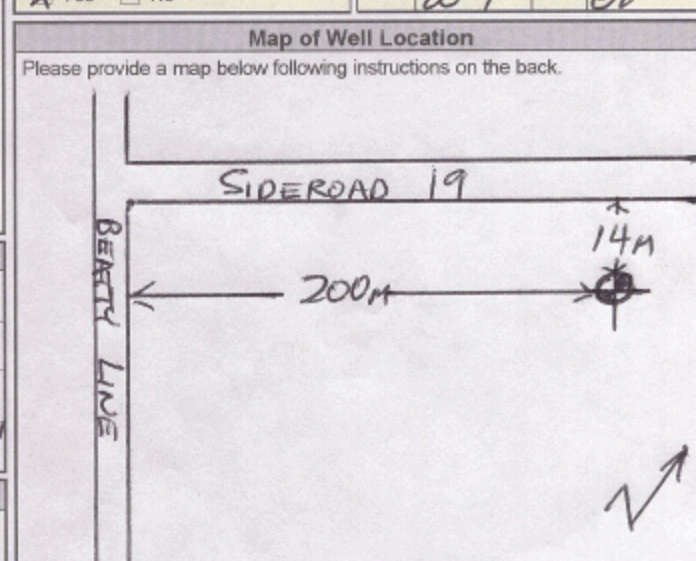 Map of Well Location
Please provide a map below following instructions on the back.
SIDEROAD 19
14M
200M
BEATTY LINE
N